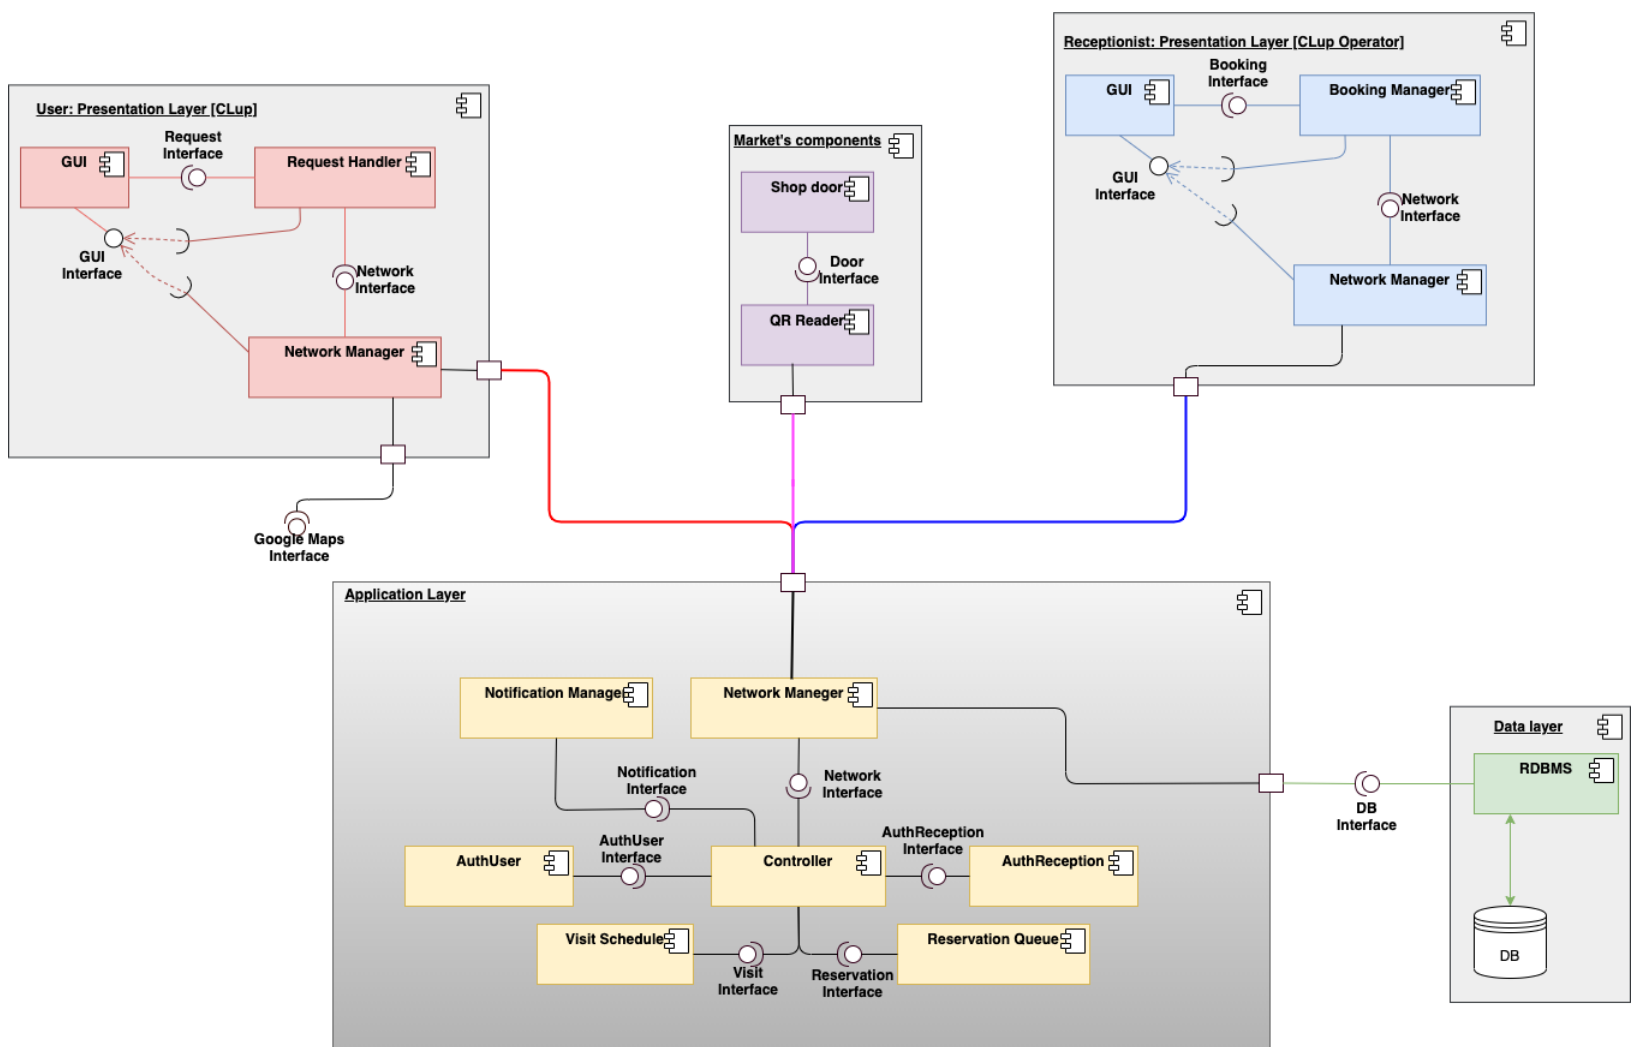 Receptionist: Presentation Layer [CLup Operator]
Booking
Interface
GUI
Booking Manager
GUI
Interface
Network
Interface
Network Manager
User: Presentation Layer [CLup]
Request
Interface
GUI
Request Handler
GUI
Interface
Network
Interface
Network Manager
Google Maps
Interface
Market's components
Shop door
Door
Interface
QR Reader
Application Layer
Notification Manager
Network Maneger
Notification
Interface
Network
Interface
AuthUser
Interface
AuthReception
Interface
AuthUser
Controller
AuthReception
Visit Schedule
Reservation Queue
Visit
Interface
Reservation
Interface
Data layer
RDBMS
DB
Interface
DB